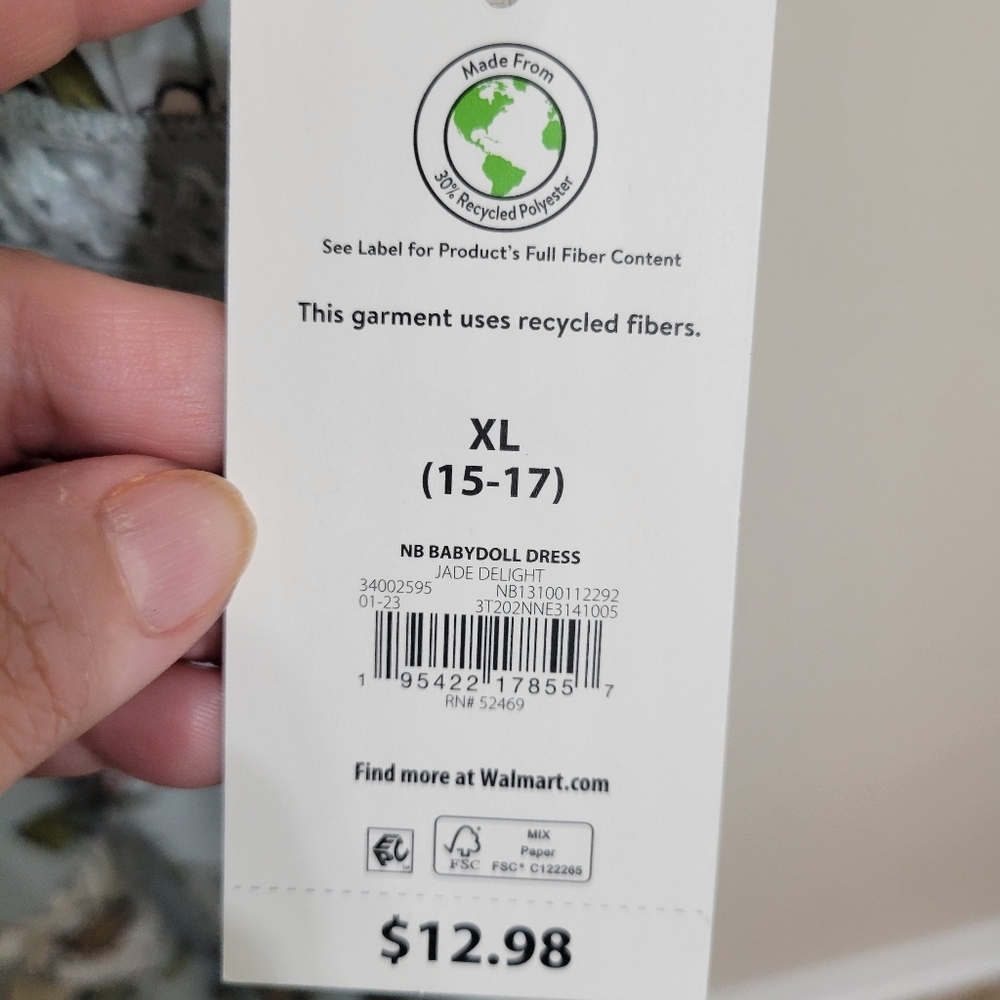 Made From
30% Recycled Polyester
See Label for Product's Full Fiber Content
This garment uses recycled fibers.
XL
(15-17)
NB BABYDOLL DRESS
JADE DELIGHT
34002595 NB13100112292
01-23 3T202NNE3141005
1 95422 17855 7
RN# 52469
Find more at Walmart.com
EPC
FSC
MIX
Paper
FSC® C122265
$12.98